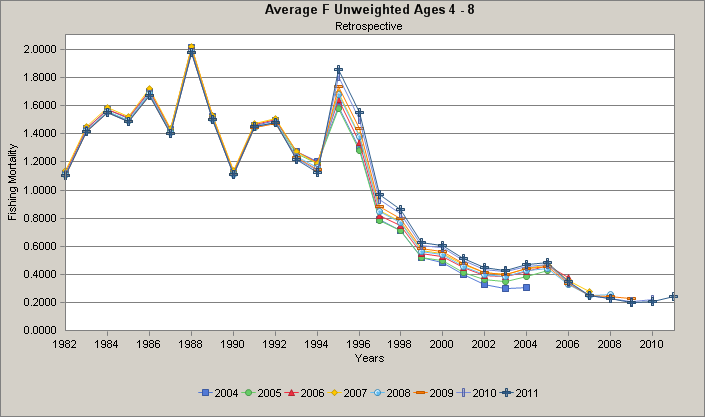 Average F Unweighted Ages 4 - 8
Retrospective
2.0000
1.8000
1.6000
1.4000
1.2000
1.0000
0.8000
0.6000
0.4000
0.2000
0.0000
Fishing Mortality
1982 1984 1986 1988 1990 1992 1994 1996 1998 2000 2002 2004 2006 2008 2010
Years
2004 2005 2006 2007 2008 2009 2010 2011